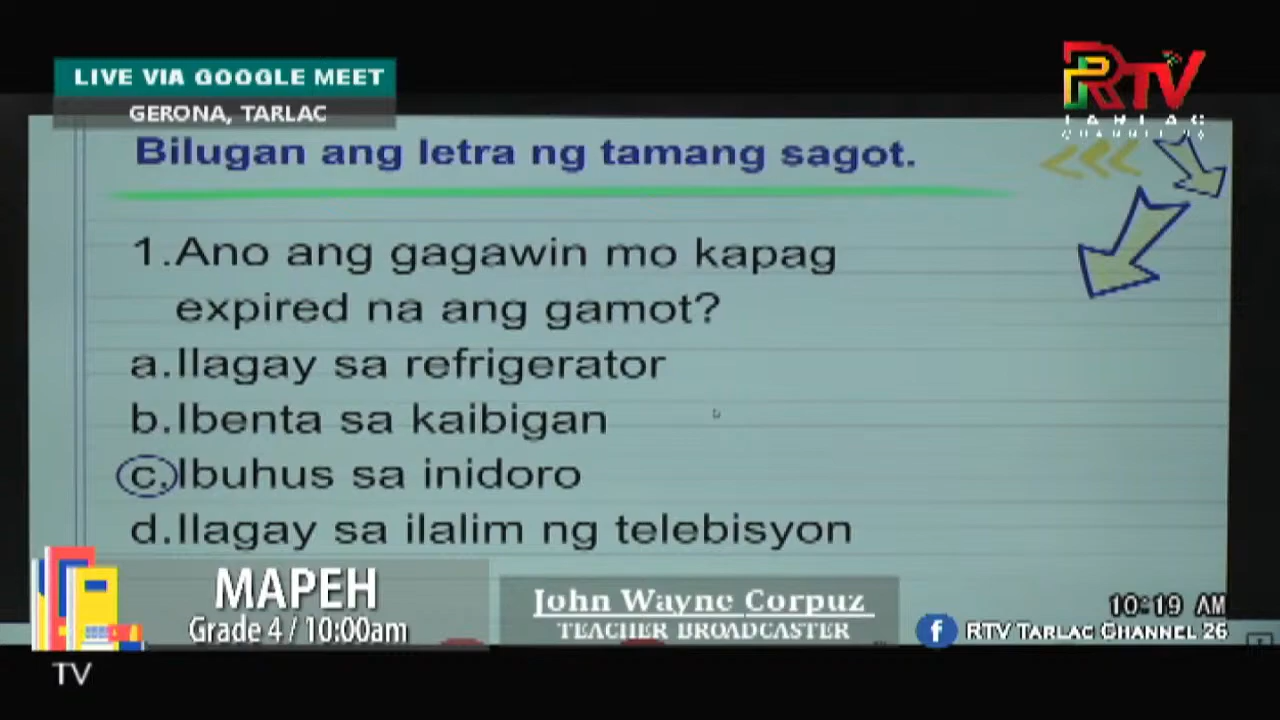 LIVE VIA GOOGLE MEET
GERONA, TARLAC
RTV
TARLAC
Bilugan ang letra ng tamang sagot.
1.Ano ang gagawin mo kapag
expired na ang gamot?
a.Ilagay sa refrigerator
b.Ibenta sa kaibigan
c.Ibuhus sa inidoro
d.Ilagay sa ilalim ng telebisyon
MAPEH
Grade 4 / 10:00am
John Wayne Corpuz
TEACHER BROADCASTER
10:19 AM
f RTV TARLAC CHANNEL 26
TV